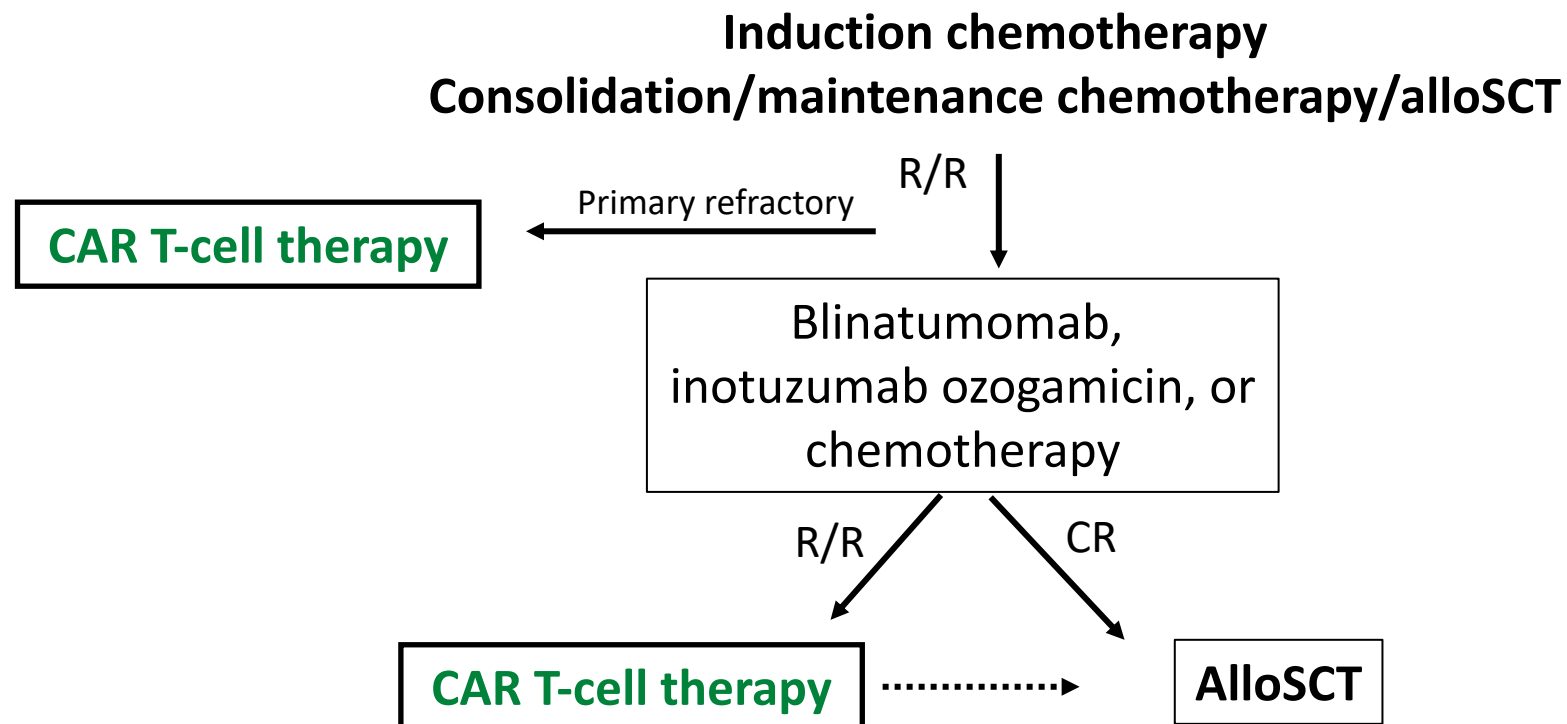 Induction chemotherapy
Consolidation/maintenance chemotherapy/alloSCT
R/R
Primary refractory
CAR T-cell therapy
Blinatumomab,
inotuzumab ozogamicin, or
chemotherapy
R/R
CR
CAR T-cell therapy
AlloSCT